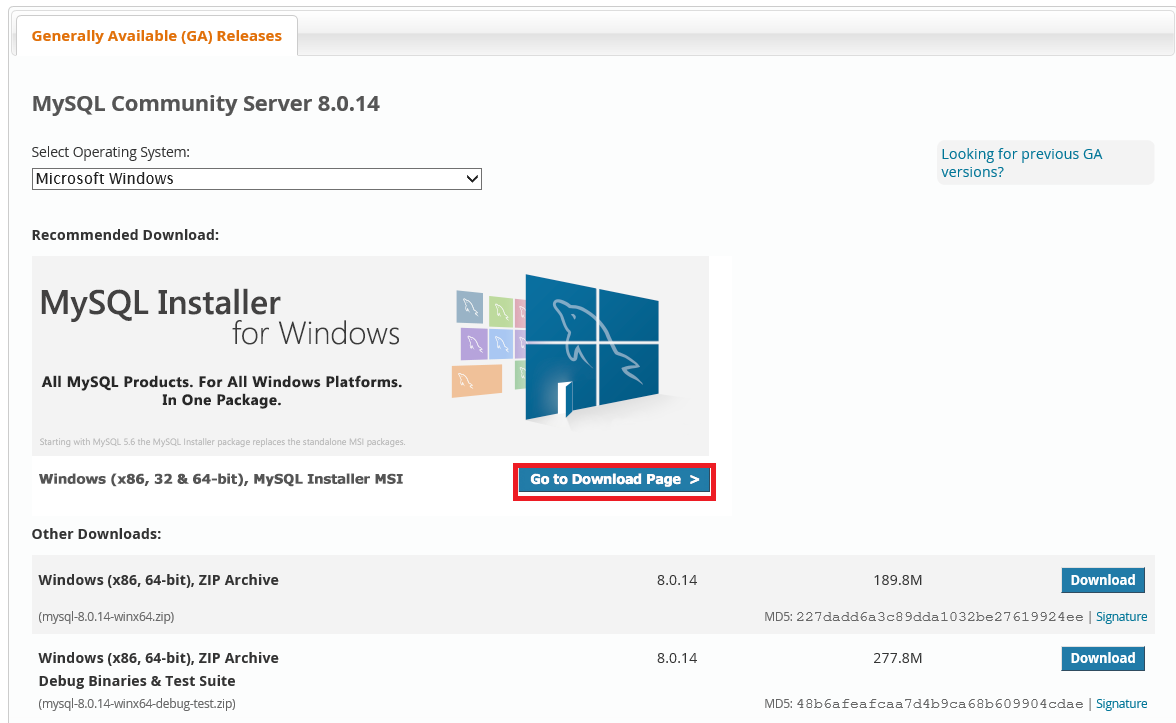 Generally Available (GA) Releases
MySQL Community Server 8.0.14
Select Operating System:
Microsoft Windows
Looking for previous GA
versions?
Recommended Download:
MySQL Installer
for Windows
All MySQL Products. For All Windows Platforms.
In One Package.
Starting with MySQL 5.6 the MySQL Installer package replaces the standalone MSI packages.
Windows (x86, 32 & 64-bit), MySQL Installer MSI
Go to Download Page >
Other Downloads:
Windows (x86, 64-bit), ZIP Archive 8.0.14 189.8M Download
(mysql-8.0.14-winx64.zip) MD5: 227dadd6a3c89dda1032be27619924ee | Signature
Windows (x86, 64-bit), ZIP Archive 8.0.14 277.8M Download
Debug Binaries & Test Suite
(mysql-8.0.14-winx64-debug-test.zip) MD5: 48b6afeafcaa7d4b9ca68b609904cdae | Signature